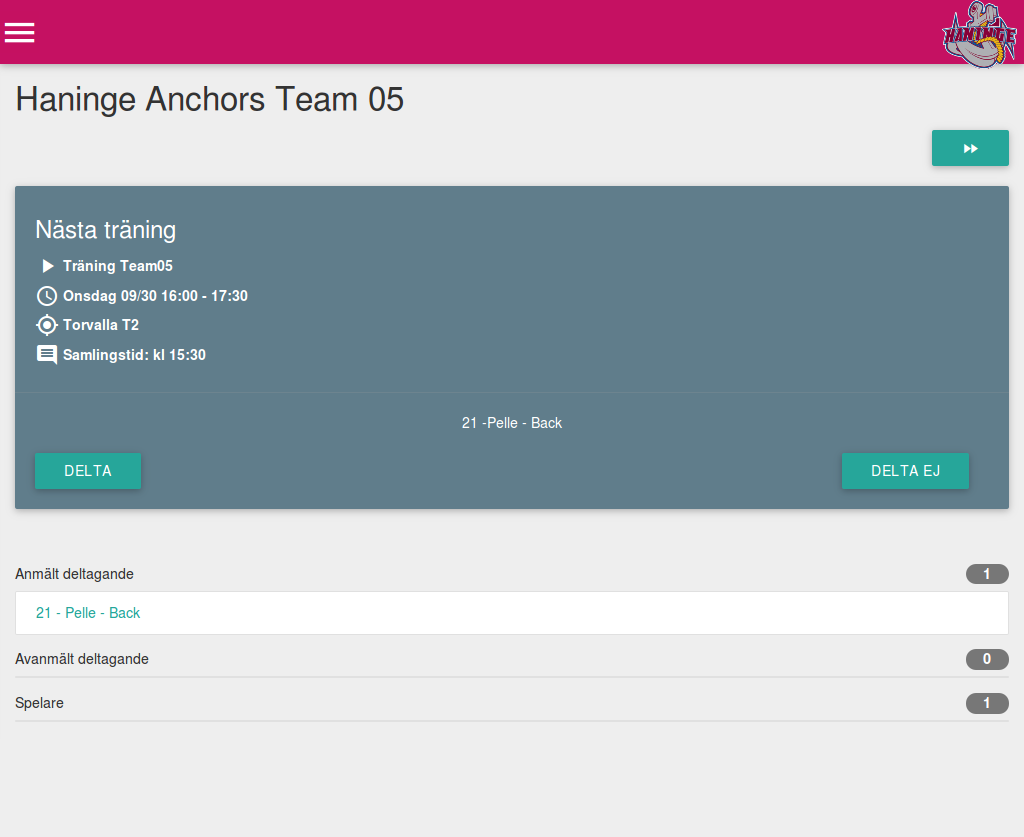 HANINGE
Haninge Anchors Team 05
Nästa träning
Träning Team05
Onsdag 09/30 16:00 - 17:30
Torvalla T2
Samlingstid: kl 15:30
21 -Pelle - Back
DELTA
DELTA EJ
Anmält deltagande 1
21 - Pelle - Back
Avanmält deltagande 0
Spelare 1